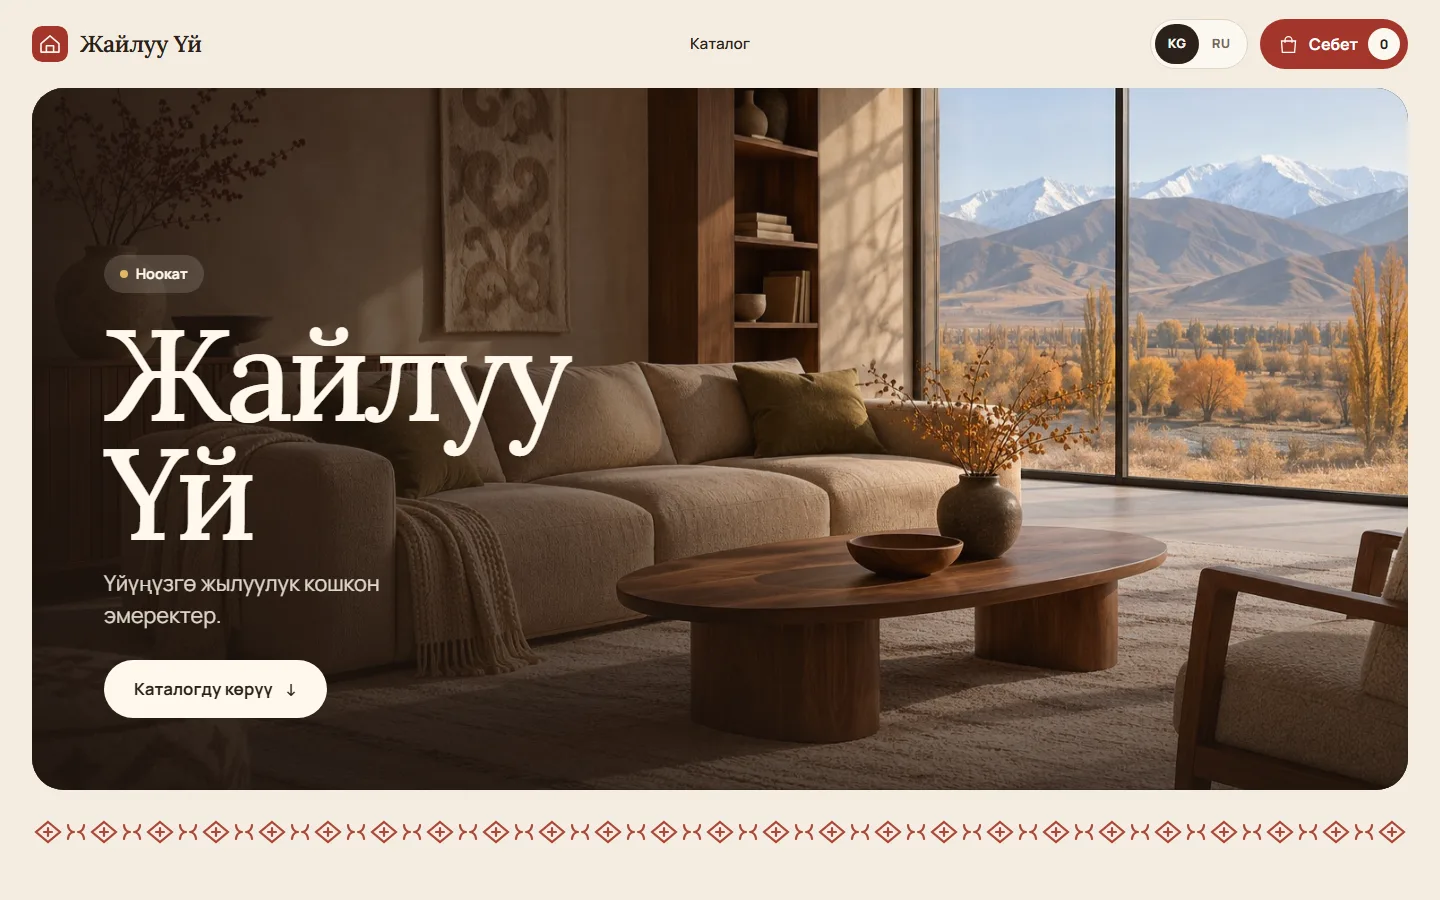 Жайлуу Үй
Каталог
KG
RU
Себет
0
Ноокат
Жайлуу
Үй
Үйүңүзгө жылуулук кошкон
эмеректер.
Каталогду көрүү ↓